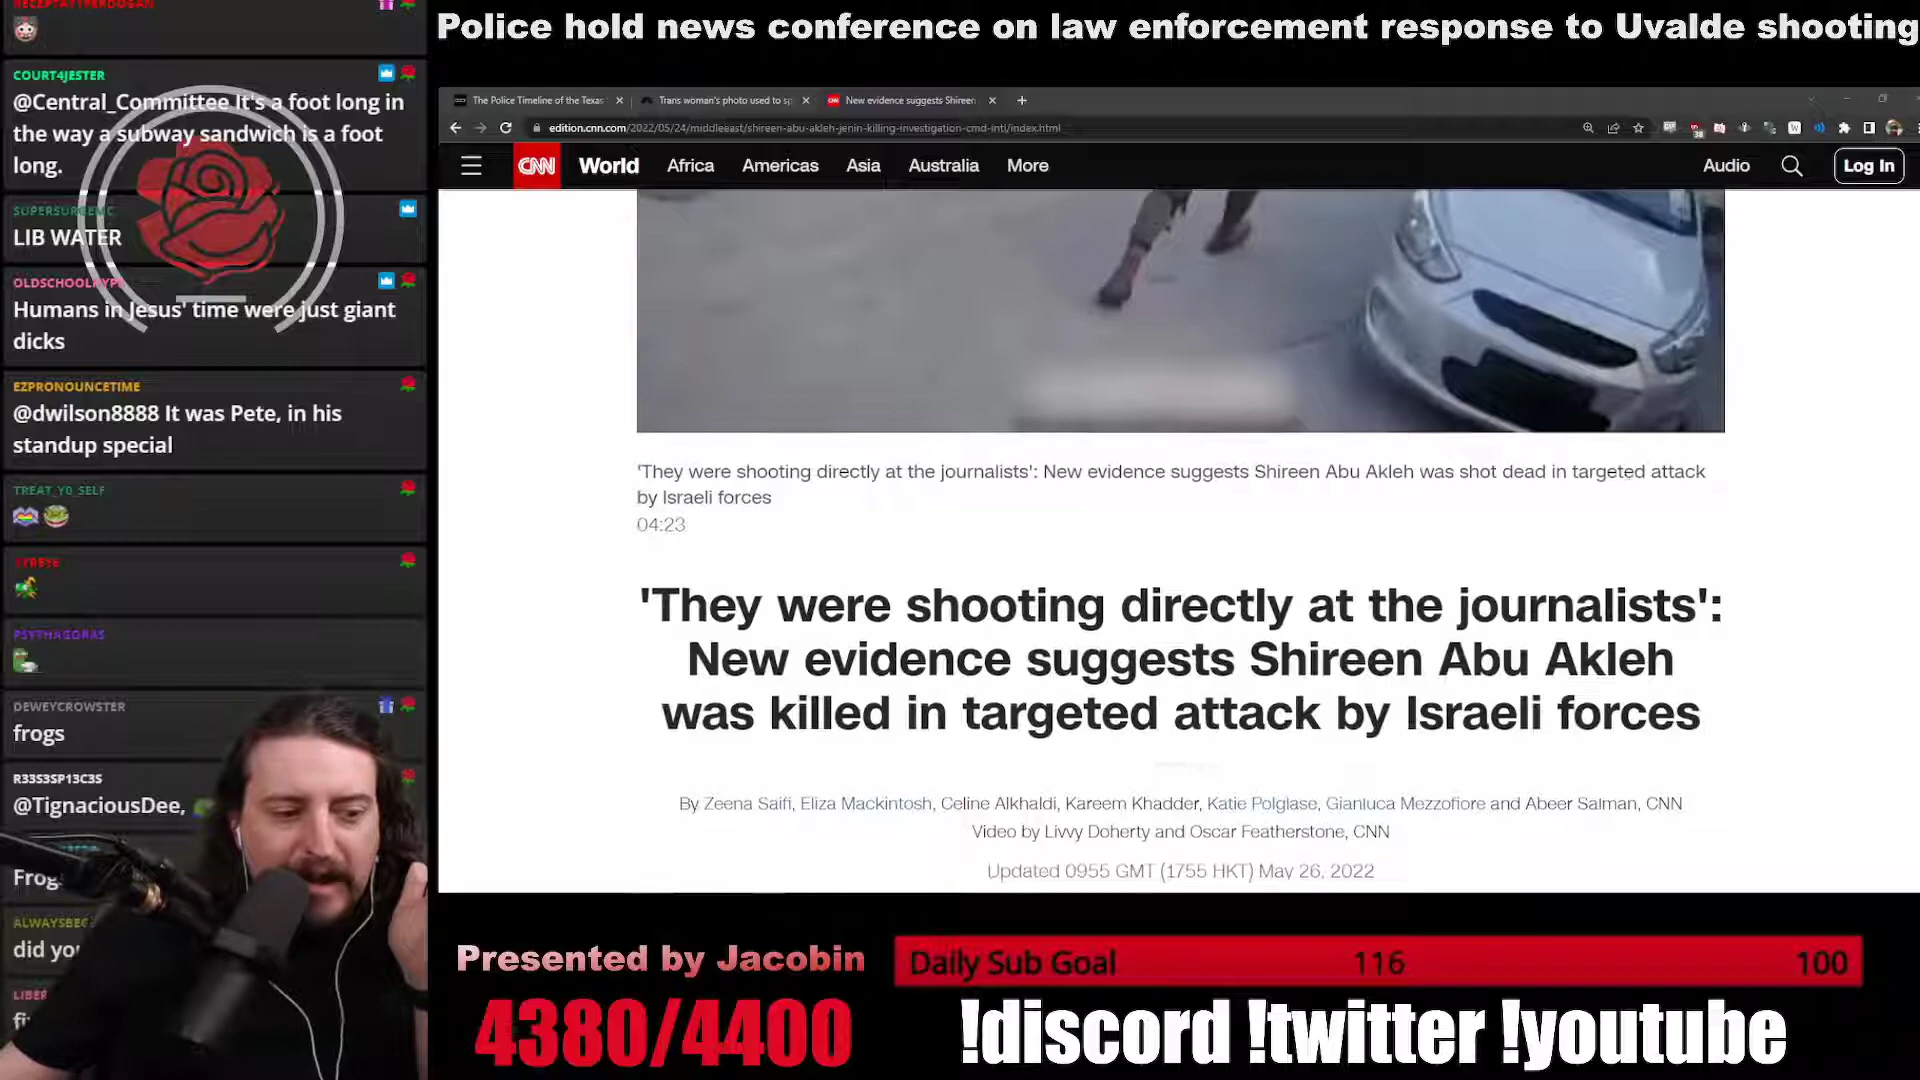 Police hold news conference on law enforcement response to Uvalde shooting
COURT4JESTER
@Central_Committee It's a foot long in
the way a subway sandwich is a foot
long.
LIB WATER
Humans in Jesus' time were just giant
dicks
EZPRONOUNCETIME
@dwilson8888 It was Pete, in his
standup special
TREAT_Y0_SELF
PSYTHAGORAS
DEWEYCROWSTER
frogs
R33S3SP13C3S
@TignaciousDee,
The Police Timeline of the Texas
Trans woman's photo used to sp
New evidence suggests Shireen
edition.cnn.com/2022/05/24/middleeast/shireen-abu-akleh-jenin-killing-investigation-cmd-intl/index.html
CNN World Africa Americas Asia Australia More Audio Log In
'They were shooting directly at the journalists': New evidence suggests Shireen Abu Akleh was shot dead in targeted attack
by Israeli forces
04:23
'They were shooting directly at the journalists':
New evidence suggests Shireen Abu Akleh
was killed in targeted attack by Israeli forces
By Zeena Saifi, Eliza Mackintosh, Celine Alkhaldi, Kareem Khadder, Katie Polglase, Gianluca Mezzofiore and Abeer Salman, CNN
Video by Livvy Doherty and Oscar Featherstone, CNN
Updated 0955 GMT (1755 HKT) May 26, 2022
Presented by Jacobin
Daily Sub Goal 116 100
4380/4400
!discord !twitter !youtube